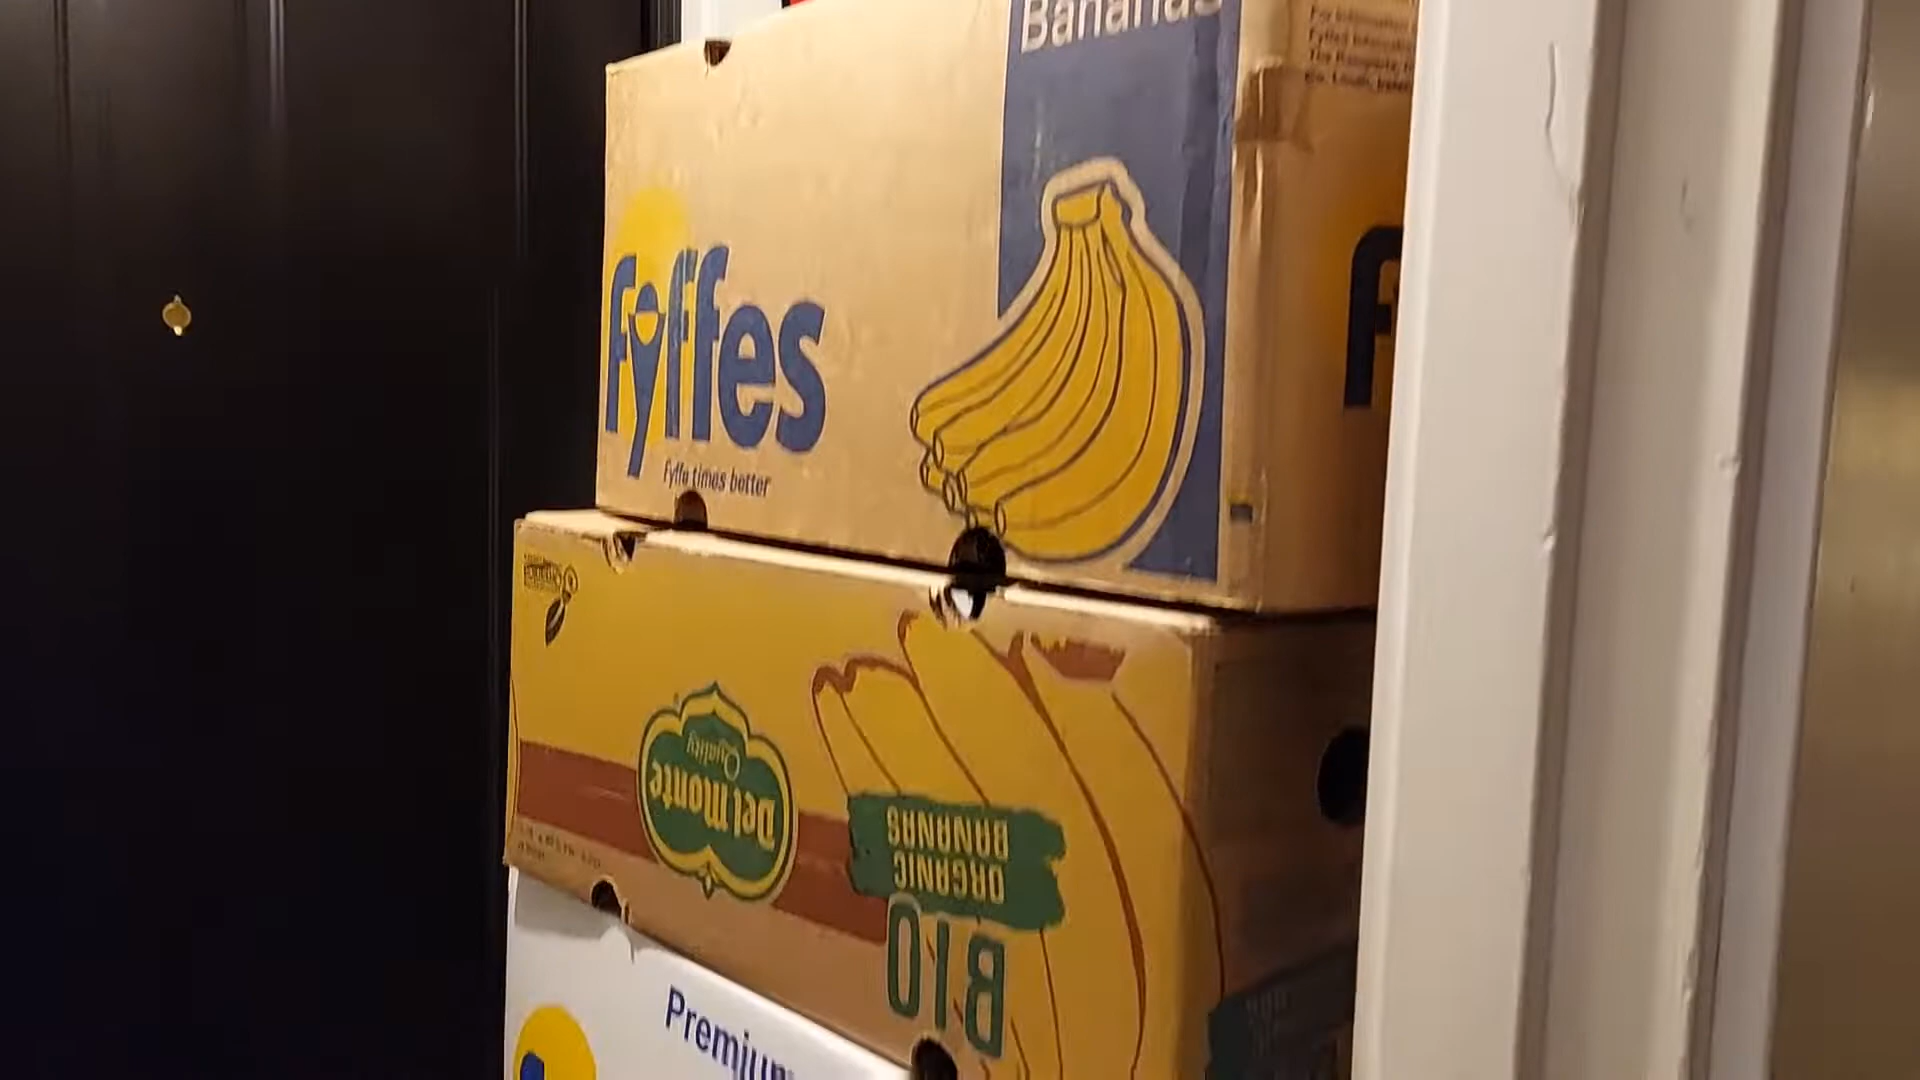 Bananas
Fyffes
Fyffe times better
F
Del Monte
Quality
BIO
ORGANIC
BANANAS
Premium